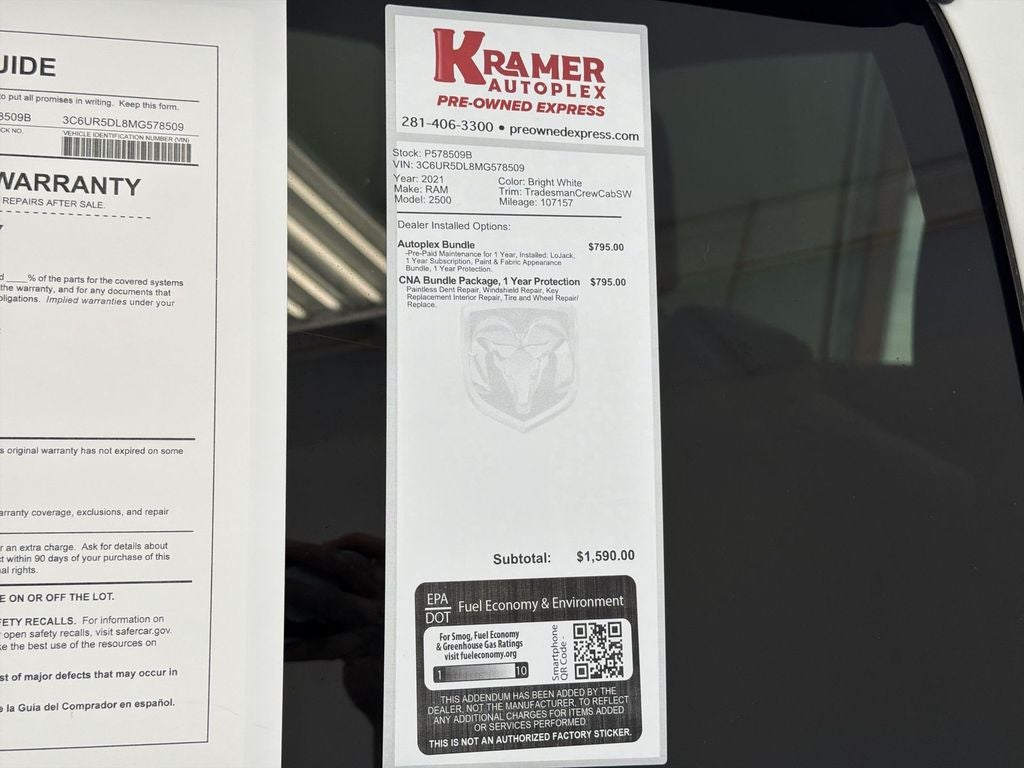 UIDE
to put all promises in writing. Keep this form.
8509B 3C6UR5DL8MG578509
CK NO. VEHICLE IDENTIFICATION NUMBER (VIN)
WARRANTY
REPAIRS AFTER SALE.
d ____% of the parts for the covered systems
the warranty, and for any documents that
oligations. Implied warranties under your
s original warranty has not expired on some
arranty coverage, exclusions, and repair
r an extra charge. Ask for details about
ct within 90 days of your purchase of this
al rights.
E ON OR OFF THE LOT.
FETY RECALLS. For information on
open safety recalls, visit safercar.gov.
ke the best use of the resources on
st of major defects that may occur in
e la Guía del Comprador en español.
KRAMER
AUTOPLEX
PRE-OWNED EXPRESS
281-406-3300 • preownedexpress.com
Stock: P578509B
VIN: 3C6UR5DL8MG578509
Year: 2021 Color: Bright White
Make: RAM Trim: TradesmanCrewCabSW
Model: 2500 Mileage: 107157
Dealer Installed Options:
Autoplex Bundle $795.00
-Pre-Paid Maintenance for 1 Year, Installed: LoJack,
1 Year Subscription, Paint & Fabric Appearance
Bundle, 1 Year Protection.
CNA Bundle Package, 1 Year Protection $795.00
Paintless Dent Repair, Windshield Repair, Key
Replacement Interior Repair, Tire and Wheel Repair/
Replace.
Subtotal: $1,590.00
EPA
DOT Fuel Economy & Environment
For Smog, Fuel Economy
& Greenhouse Gas Ratings
visit fueleconomy.org
1 10
Smartphone
QR Code -
THIS ADDENDUM HAS BEEN ADDED BY THE
DEALER, NOT THE MANUFACTURER, TO REFLECT
ANY ADDITIONAL CHARGES FOR ITEMS ADDED
OR SERVICES PERFORMED
THIS IS NOT AN AUTHORIZED FACTORY STICKER.